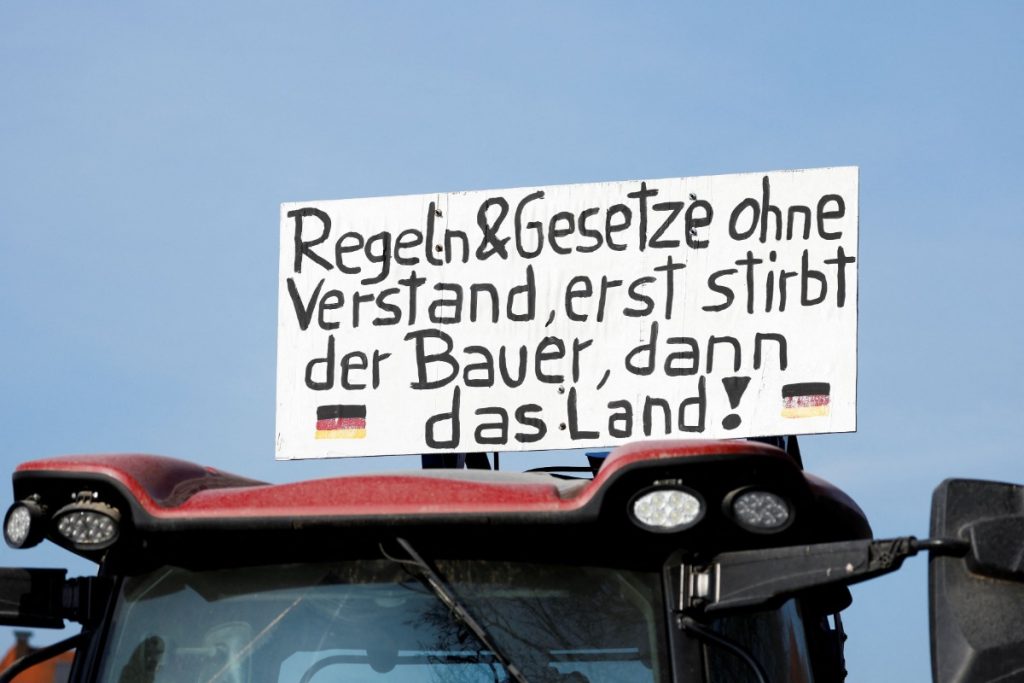 Regeln&Gesetze ohne
Verstand, erst stirbt
der Bauer, dann
das Land!